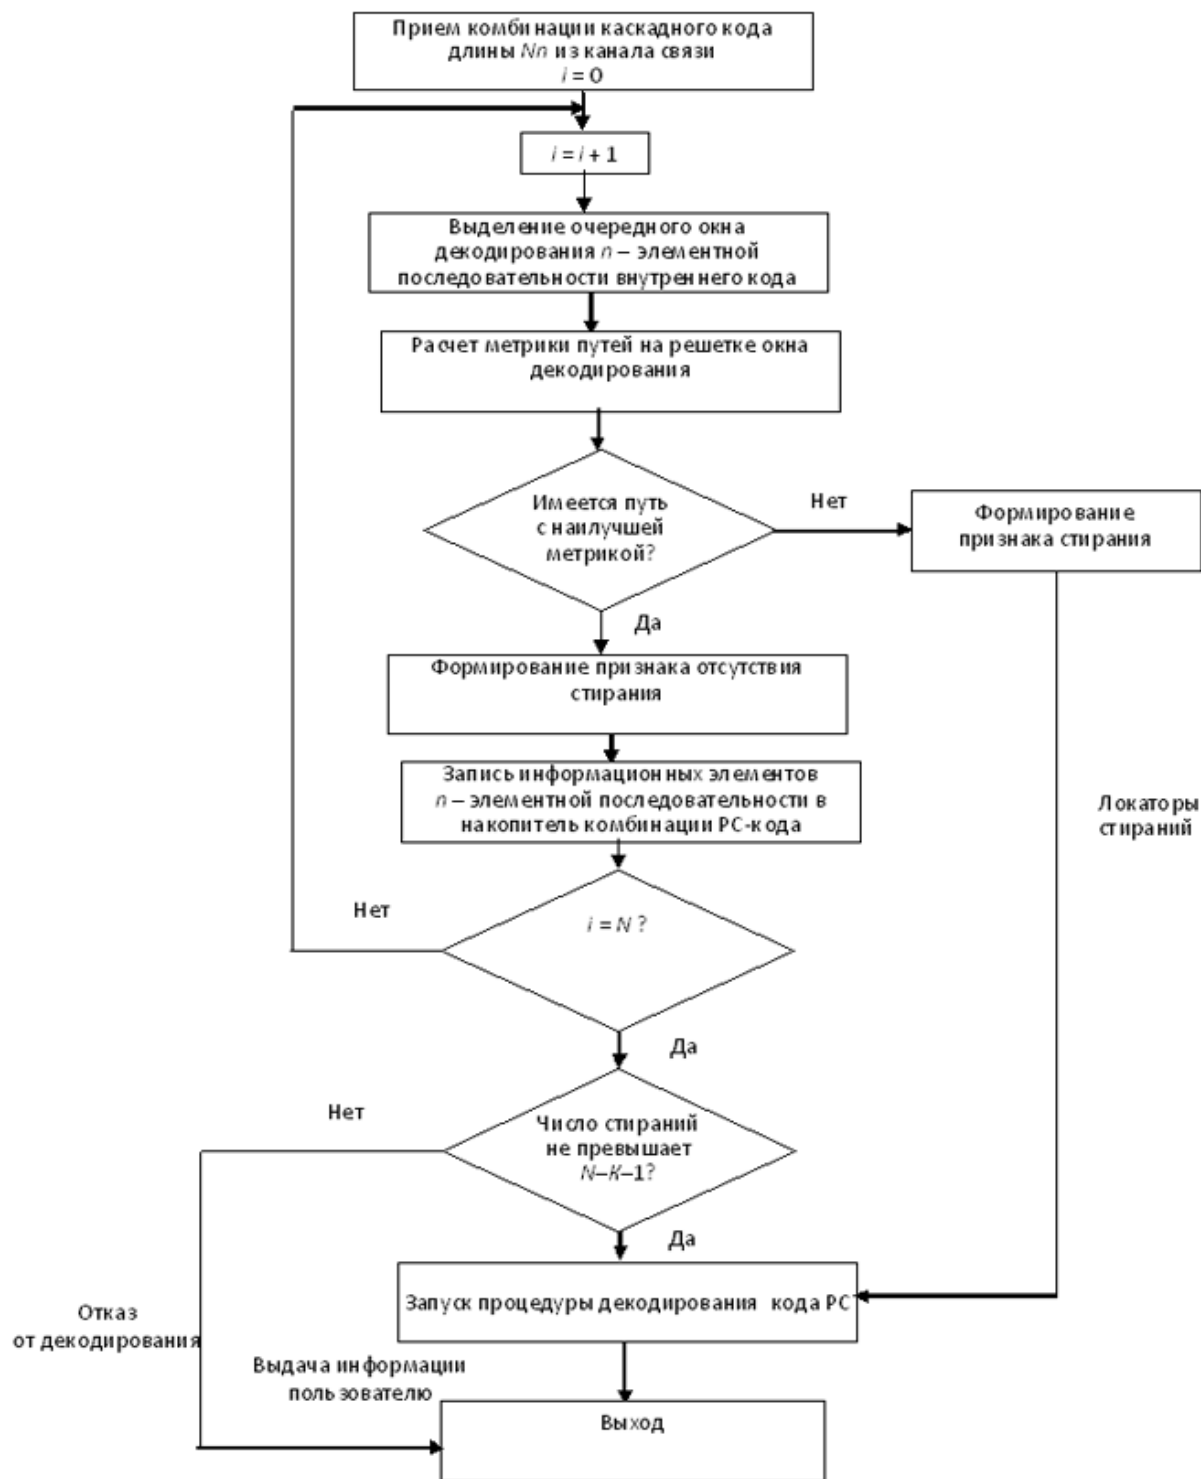 Прием комбинации каскадного кода
длины Nn из канала связи
i = 0
i = i + 1
Выделение очередного окна
декодирования n – элементной
последовательности внутреннего кода
Расчет метрики путей на решетке окна
декодирования
Имеется путь
с наилучшей
метрикой?
Нет
Формирование
признака стирания
Да
Формирование признака отсутствия
стирания
Запись информационных элементов
n – элементной последовательности в
накопитель комбинации РС-кода
Локаторы
стираний
Нет
i = N ?
Да
Нет
Число стираний
не превышает
N–K–1?
Да
Запуск процедуры декодирования кода РС
Отказ
от декодирования
Выдача информации
пользователю
Выход